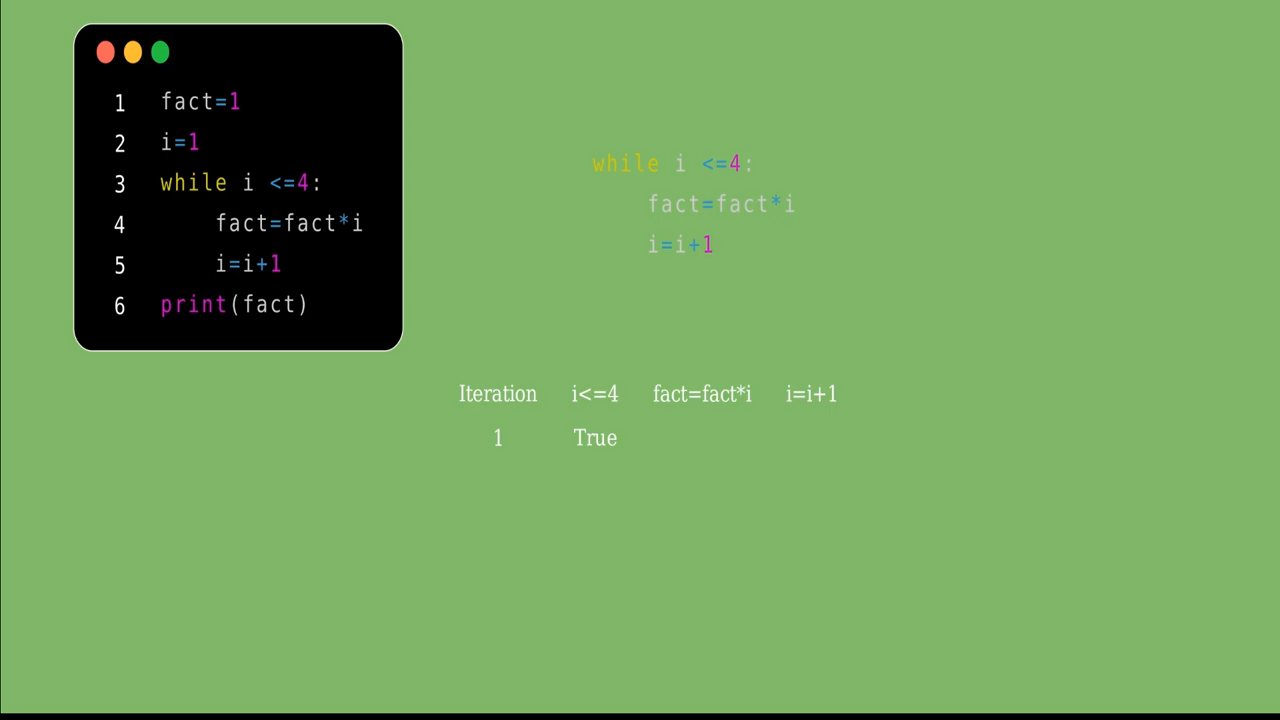 1 fact=1
2 i=1
3 while i <=4:
4     fact=fact*i
5     i=i+1
6 print(fact)
while i <=4:
    fact=fact*i
    i=i+1
Iteration i<=4 fact=fact*i i=i+1
1 True